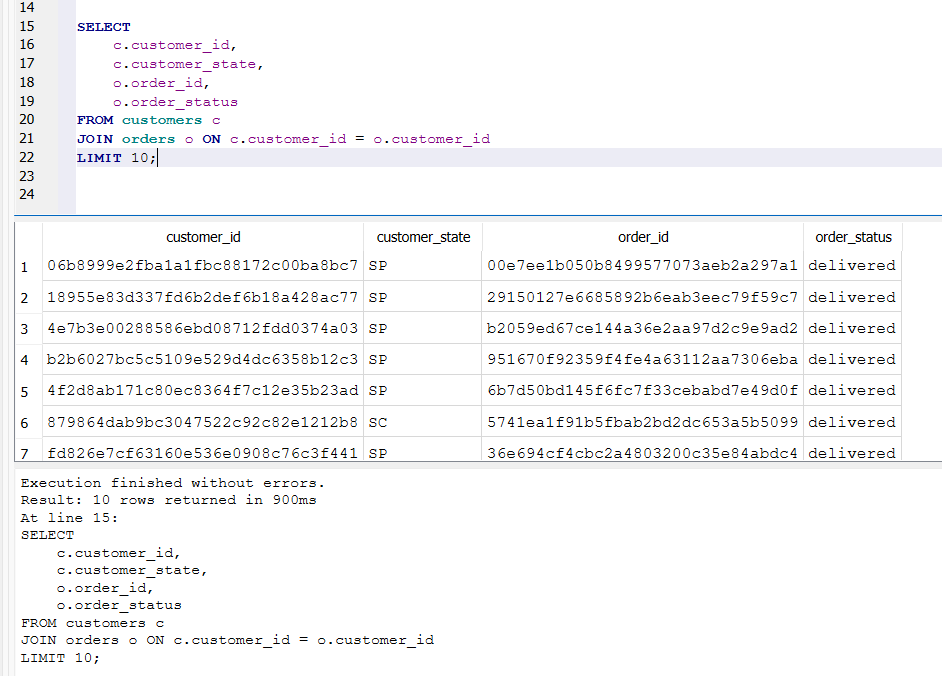 14
15 SELECT
16 c.customer_id,
17 c.customer_state,
18 o.order_id,
19 o.order_status
20 FROM customers c
21 JOIN orders o ON c.customer_id = o.customer_id
22 LIMIT 10;
23
24
customer_id customer_state order_id order_status
1 06b8999e2fba1a1fbc88172c00ba8bc7 SP 00e7ee1b050b8499577073aeb2a297a1 delivered
2 18955e83d337fd6b2def6b18a428ac77 SP 29150127e6685892b6eab3eec79f59c7 delivered
3 4e7b3e00288586ebd08712fdd0374a03 SP b2059ed67ce144a36e2aa97d2c9e9ad2 delivered
4 b2b6027bc5c5109e529d4dc6358b12c3 SP 951670f92359f4fe4a63112aa7306eba delivered
5 4f2d8ab171c80ec8364f7c12e35b23ad SP 6b7d50bd145f6fc7f33cebabd7e49d0f delivered
6 879864dab9bc3047522c92c82e1212b8 SC 5741ea1f91b5fbab2bd2dc653a5b5099 delivered
7 fd826e7cf63160e536e0908c76c3f441 SP 36e694cf4cbc2a4803200c35e84abdc4 delivered
Execution finished without errors.
Result: 10 rows returned in 900ms
At line 15:
SELECT
c.customer_id,
c.customer_state,
o.order_id,
o.order_status
FROM customers c
JOIN orders o ON c.customer_id = o.customer_id
LIMIT 10;